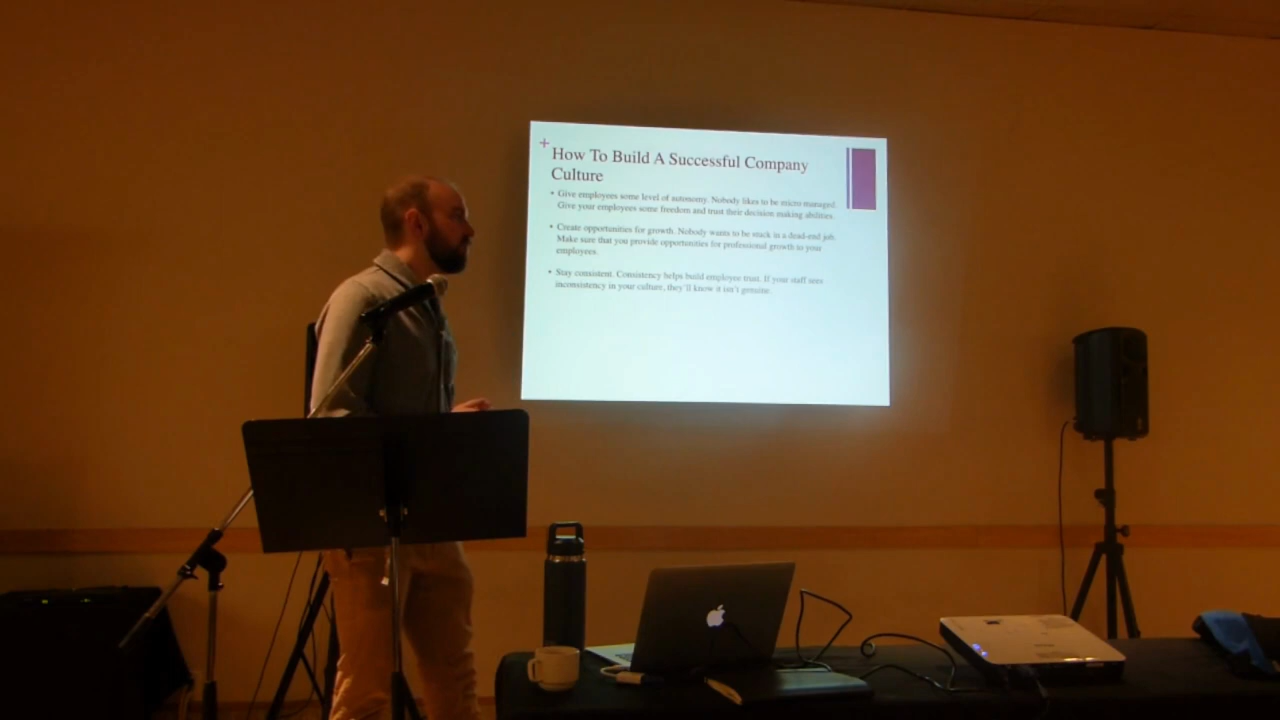 +
How To Build A Successful Company
Culture
• Give employees some level of autonomy. Nobody likes to be micro managed.
Give your employees some freedom and trust their decision making abilities.
• Create opportunities for growth. Nobody wants to be stuck in a dead-end job.
Make sure that you provide opportunities for professional growth to your
employees.
• Stay consistent. Consistency helps build employee trust. If your staff sees
inconsistency in your culture, they'll know it isn't genuine.